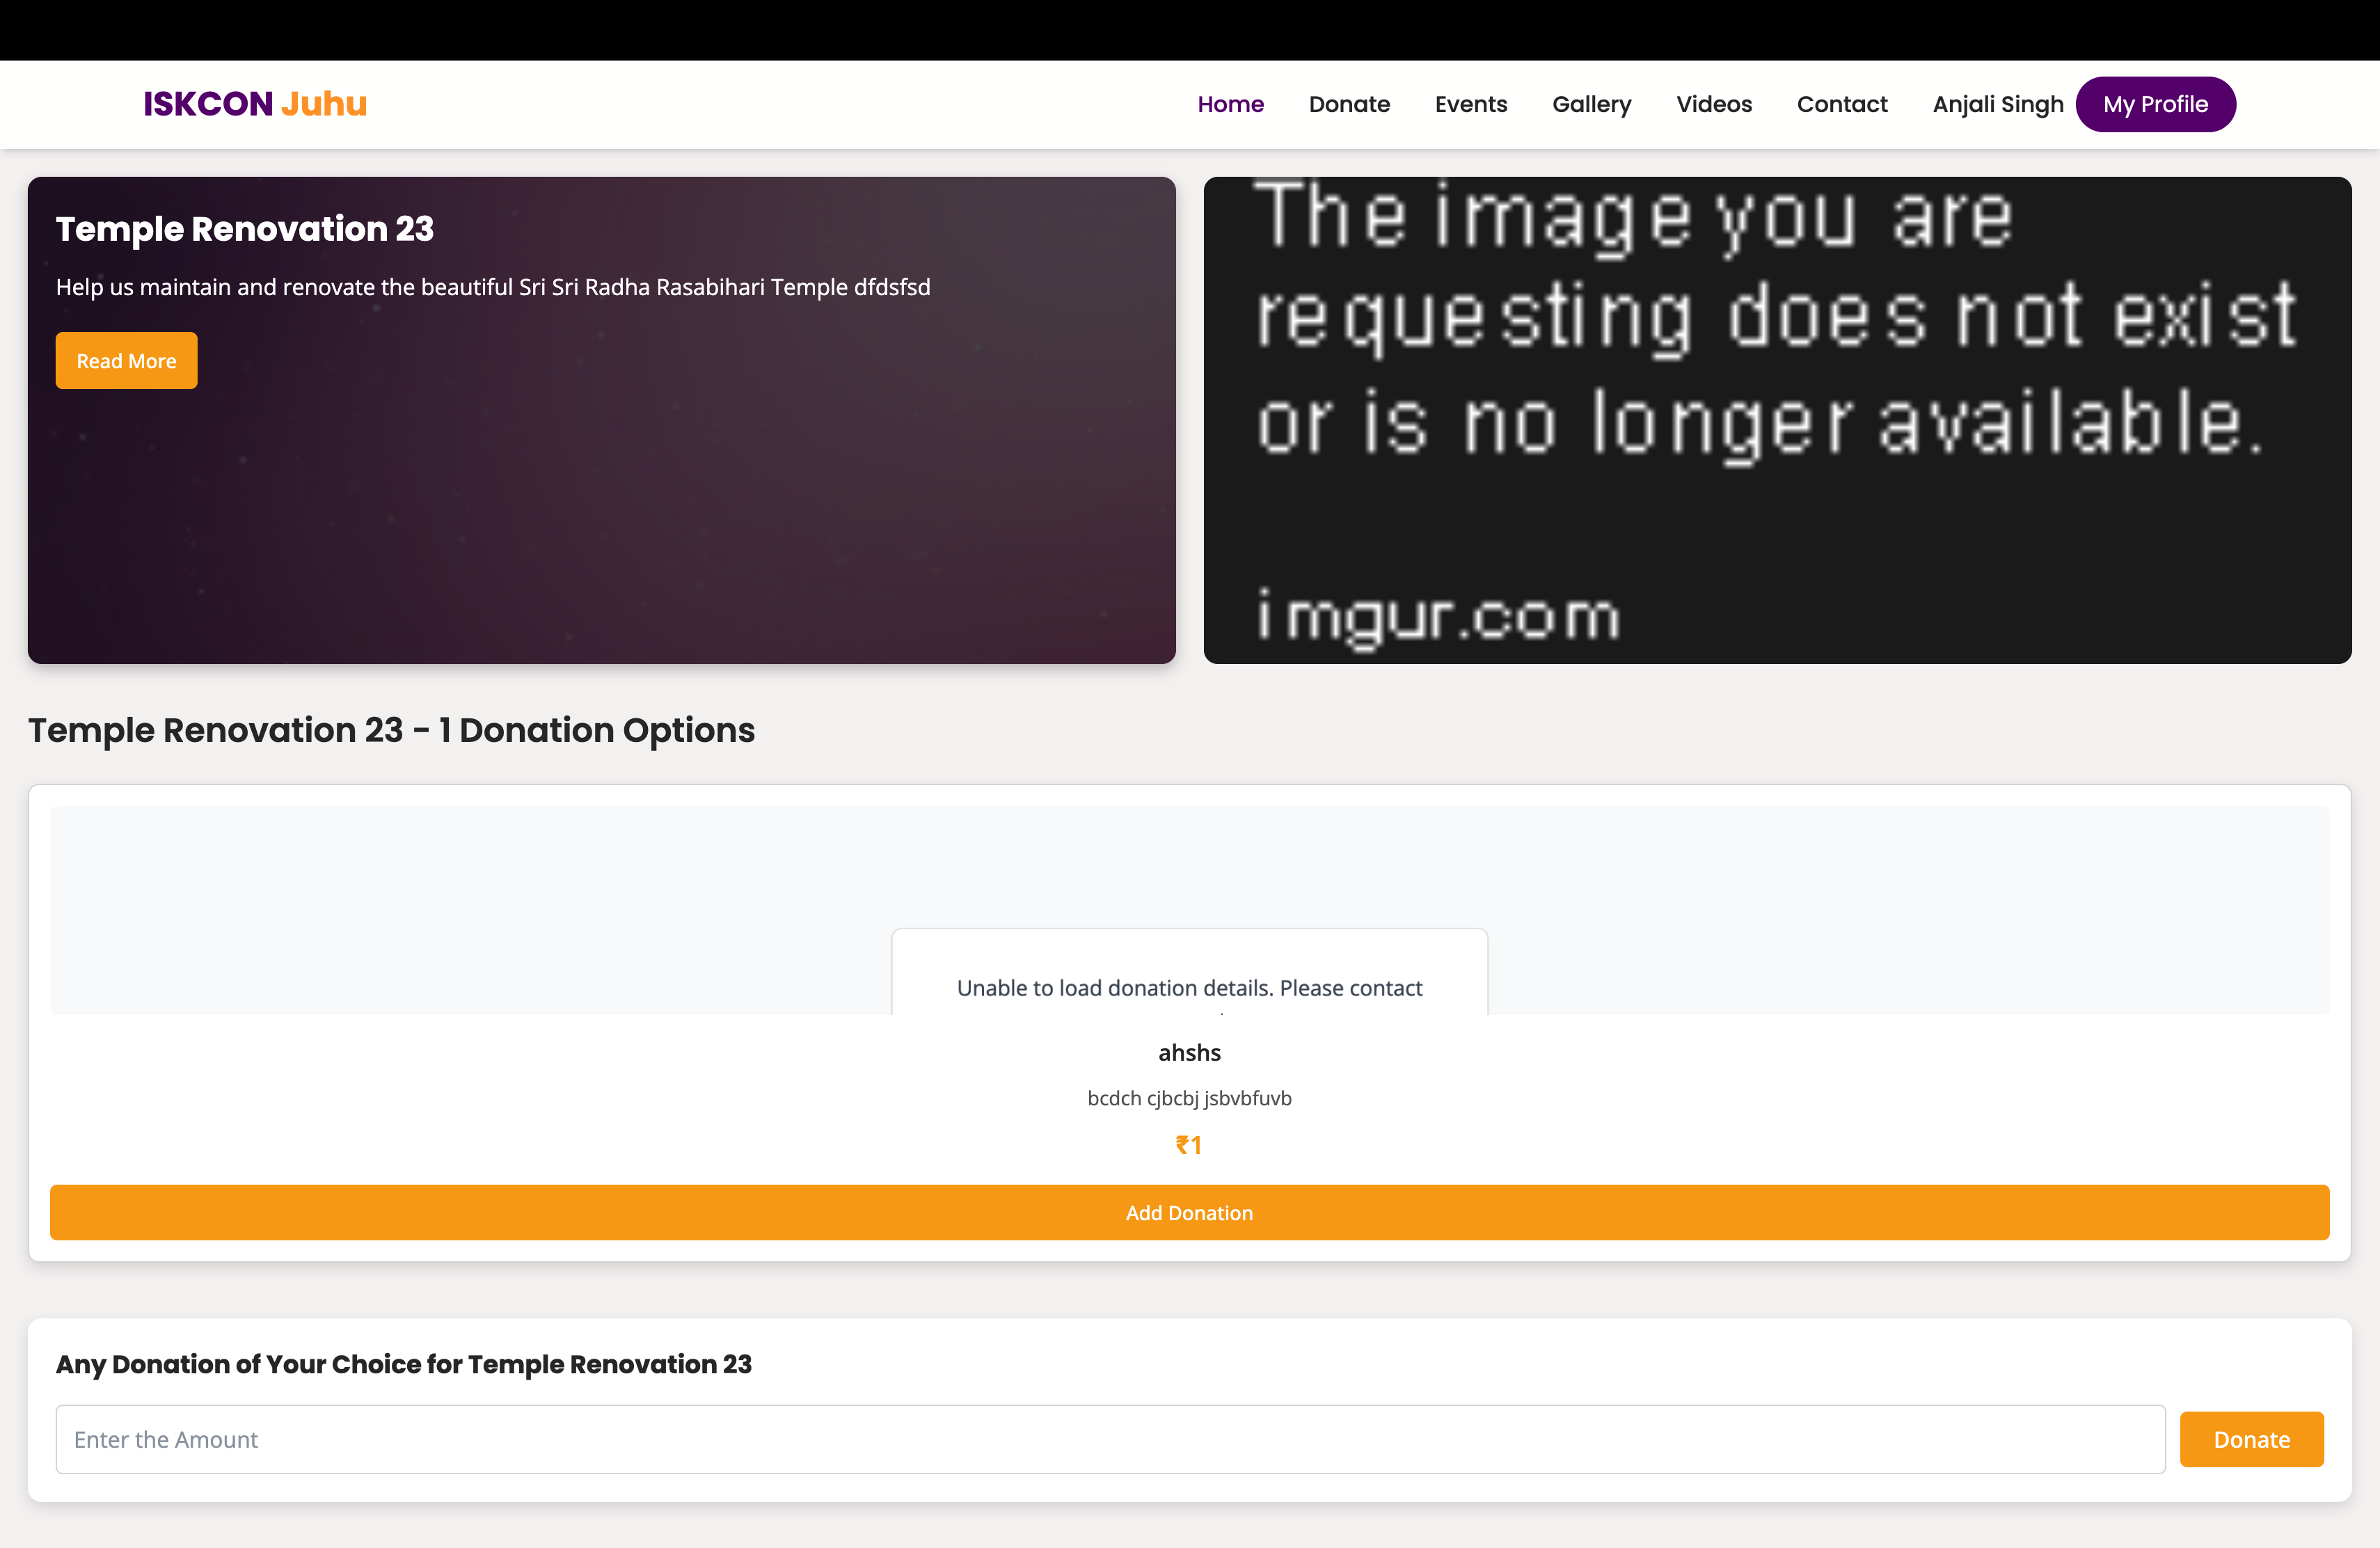 ISKCON Juhu
Home Donate Events Gallery Videos Contact Anjali Singh My Profile
Temple Renovation 23
Help us maintain and renovate the beautiful Sri Sri Radha Rasabihari Temple dfdsfsd
Read More
The image you are
requesting does not exist
or is no longer available.
imgur.com
Temple Renovation 23 - 1 Donation Options
Unable to load donation details. Please contact
ahshs
bcdch cjbcbj jsbvbfuvb
₹1
Add Donation
Any Donation of Your Choice for Temple Renovation 23
Enter the Amount
Donate